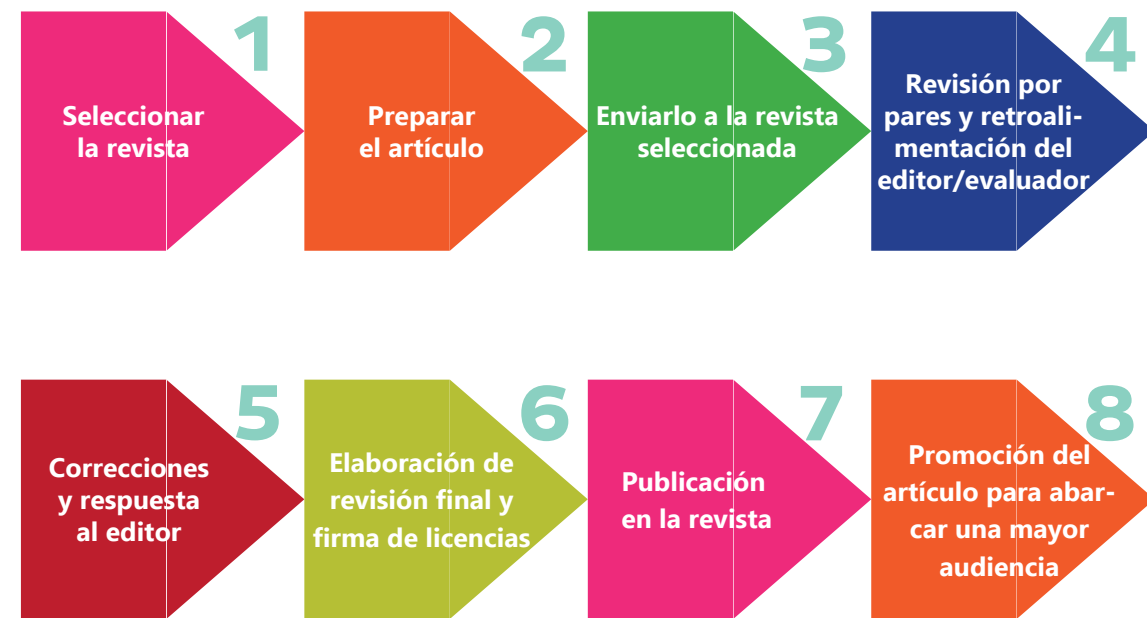 1
Seleccionar
la revista
2
Preparar
el artículo
3
Enviarlo a la revista
seleccionada
4
Revisión por
pares y retroali-
mentación del
editor/evaluador
5
Correcciones
y respuesta
al editor
6
Elaboración de
revisión final y
firma de licencias
7
Publicación
en la revista
8
Promoción del
artículo para abar-
car una mayor
audiencia